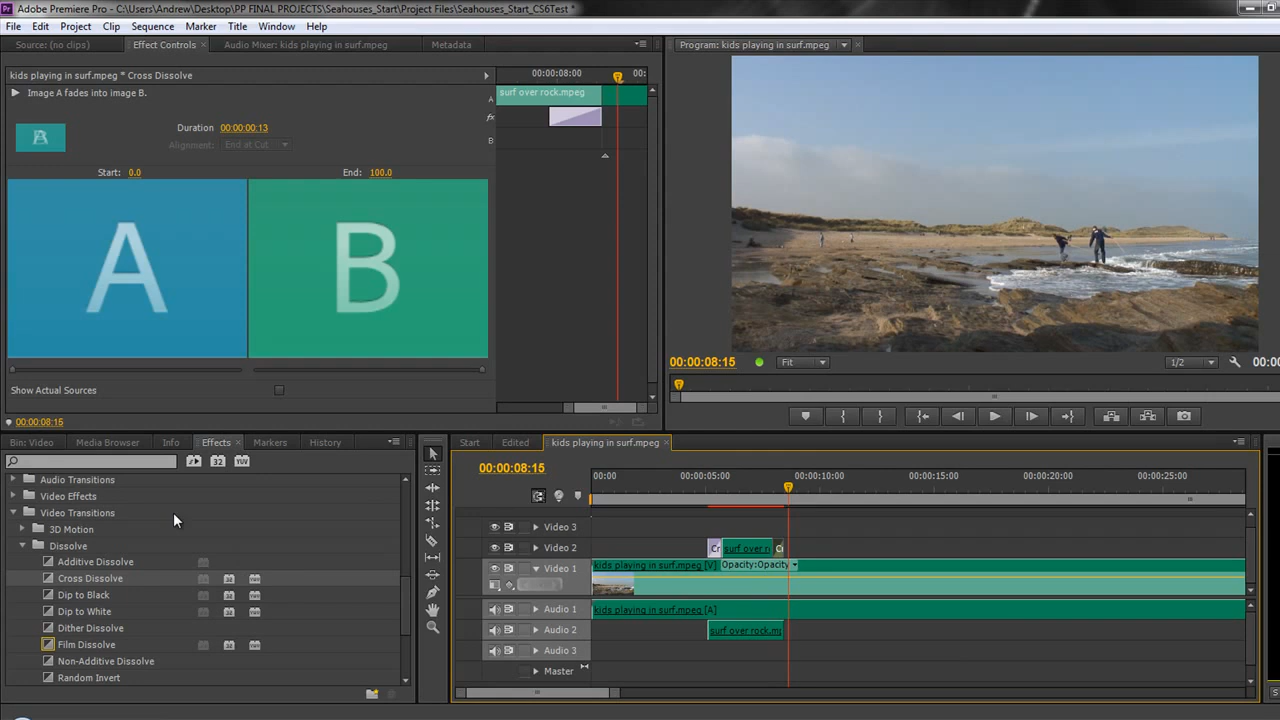 Adobe Premiere Pro - C:\Users\Andrew\Desktop\PP FINAL PROJECTS\Seahouses_Start\Project Files\Seahouses_Start_CS6Test *
File Edit Project Clip Sequence Marker Title Window Help
Source: (no clips) Effect Controls Audio Mixer: kids playing in surf.mpeg Metadata
Program: kids playing in surf.mpeg
kids playing in surf.mpeg * Cross Dissolve
00:00:08:00 00:
Image A fades into image B.
surf over rock.mpeg
A
fx
B
A
Duration 00:00:00:13
Alignment: End at Cut
Start: 0.0 End: 100.0
A B
Show Actual Sources
00:00:08:15
00:00:08:15 Fit 1/2 00:00
Bin: Video Media Browser Info Effects Markers History
32 YUV
Audio Transitions
Video Effects
Video Transitions
3D Motion
Dissolve
Additive Dissolve
Cross Dissolve
Dip to Black
Dip to White
Dither Dissolve
Film Dissolve
Non-Additive Dissolve
Random Invert
Start Edited kids playing in surf.mpeg
00:00:08:15
00:00 00:00:05:00 00:00:10:00 00:00:15:00 00:00:20:00 00:00:25:00
Video 3
Video 2 Cr surf over r
Video 1 kids playing in surf.mpeg [V] Opacity:Opacity
Audio 1 kids playing in surf.mpeg [A]
Audio 2 surf over rock.m
Audio 3
Master
S